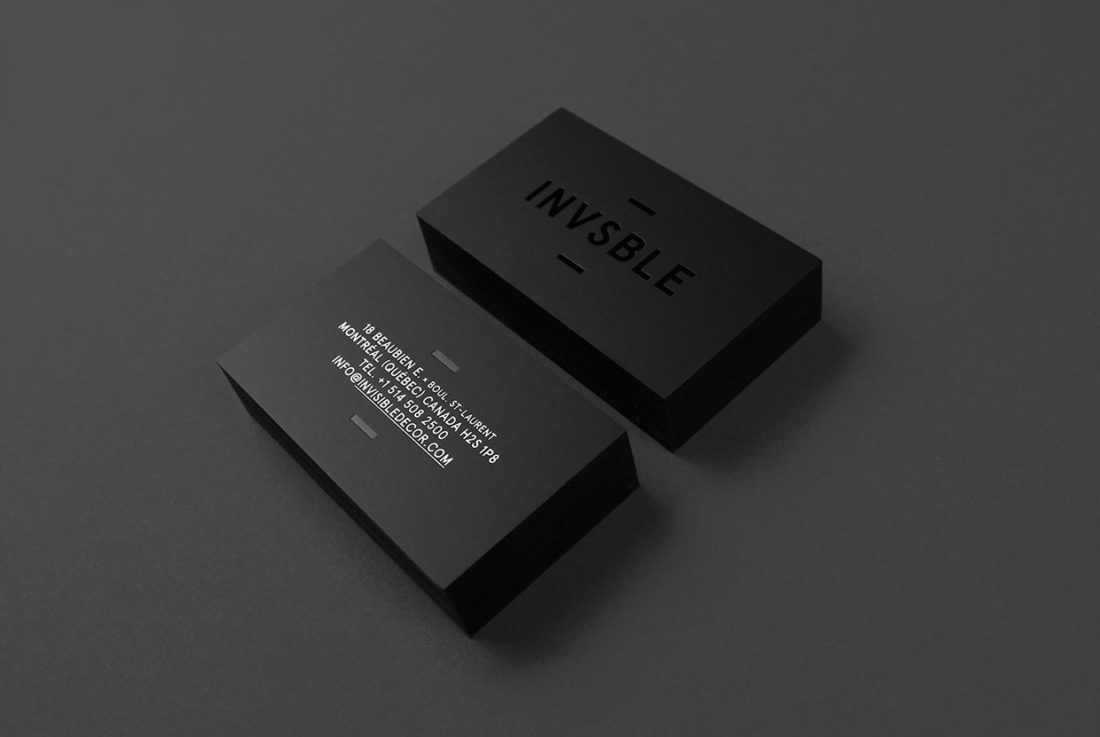 INVSBLE
18 BEAUBIEN E. × BOUL ST-LAURENT
MONTRÉAL (QUÉBEC) CANADA H2S 1P8
TEL. +1 514 508 2500
INFO@INVISIBLEDECOR.COM